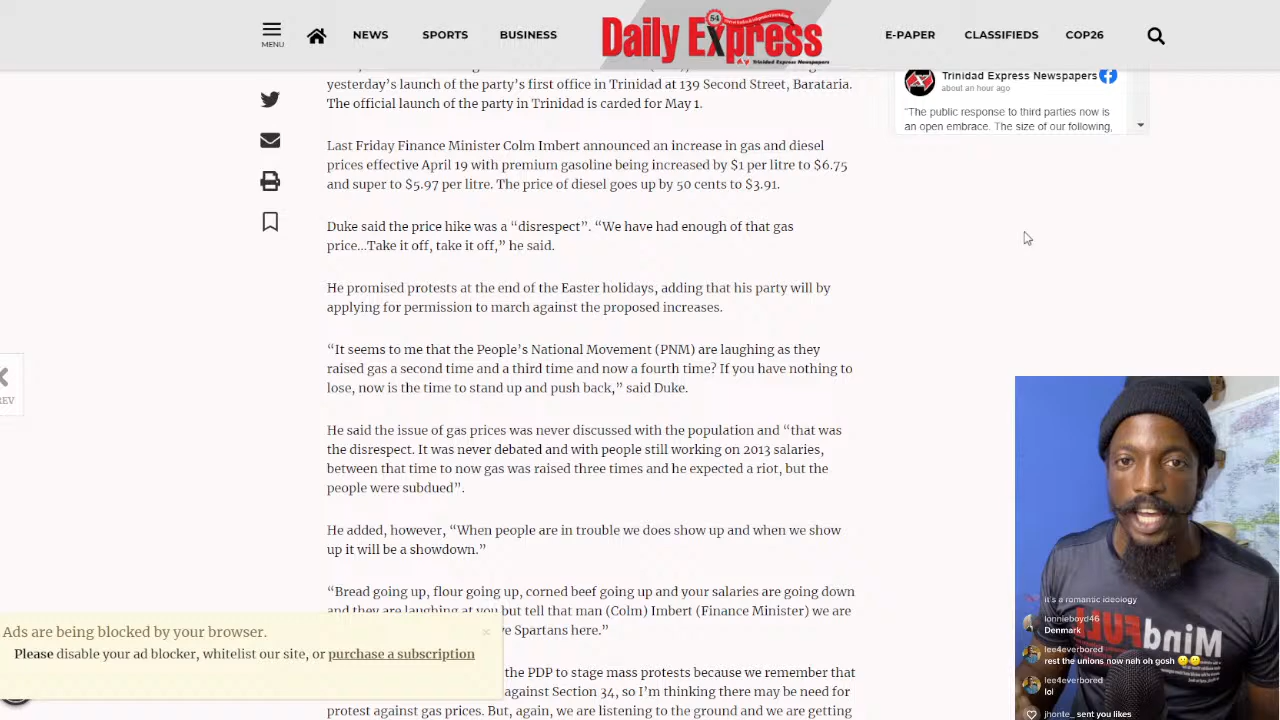 MENU
NEWS
SPORTS
BUSINESS
54
Daily Express
Trinidad Express Newspapers
E-PAPER
CLASSIFIEDS
COP26
yesterday's launch of the party's first office in Trinidad at 139 Second Street, Barataria.
The official launch of the party in Trinidad is carded for May 1.
Last Friday Finance Minister Colm Imbert announced an increase in gas and diesel
prices effective April 19 with premium gasoline being increased by $1 per litre to $6.75
and super to $5.97 per litre. The price of diesel goes up by 50 cents to $3.91.
Duke said the price hike was a “disrespect”. “We have had enough of that gas
price...Take it off, take it off,” he said.
He promised protests at the end of the Easter holidays, adding that his party will by
applying for permission to march against the proposed increases.
“It seems to me that the People’s National Movement (PNM) are laughing as they
raised gas a second time and a third time and now a fourth time? If you have nothing to
lose, now is the time to stand up and push back,” said Duke.
He said the issue of gas prices was never discussed with the population and “that was
the disrespect. It was never debated and with people still working on 2013 salaries,
between that time to now gas was raised three times and he expected a riot, but the
people were subdued”.
He added, however, “When people are in trouble we does show up and when we show
up it will be a showdown.”
“Bread going up, flour going up, corned beef going up and your salaries are going down
and they are laughing at you but tell that man (Colm) Imbert (Finance Minister) we are
ve Spartans here.”
the PDP to stage mass protests because we remember that
against Section 34, so I’m thinking there may be need for
protest against gas prices. But, again, we are listening to the ground and we are getting
Trinidad Express Newspapers
about an hour ago
“The public response to third parties now is
an open embrace. The size of our following,
REV
Ads are being blocked by your browser.
×
Please disable your ad blocker, whitelist our site, or purchase a subscription
MindFULL
it's a romantic ideology
lonnieboyd46
Denmark
lee4everbored
rest the unions now nah oh gosh
lee4everbored
lol
jhonte_ sent you likes